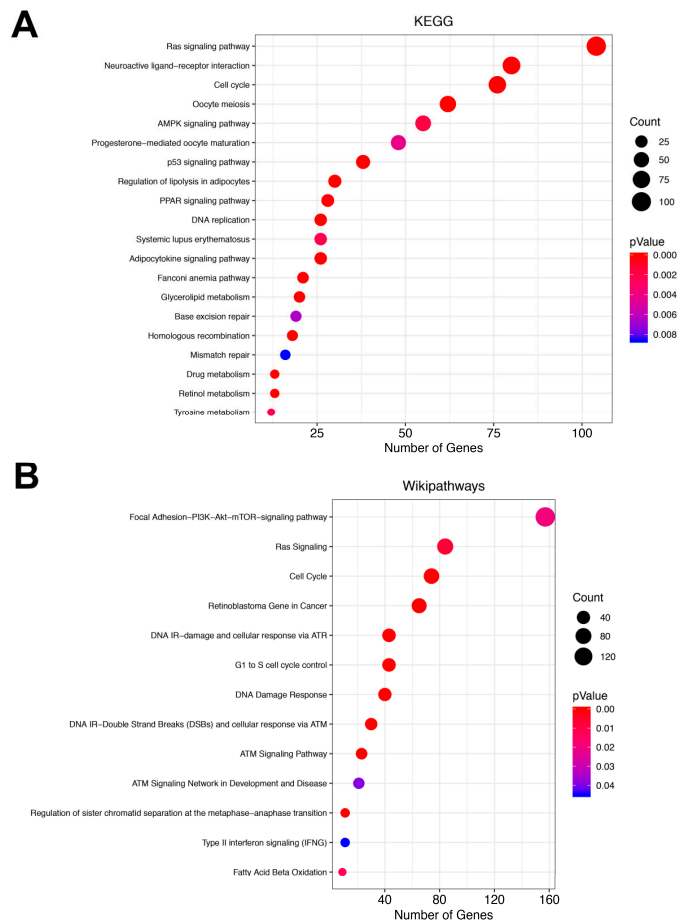 A
KEGG
Ras signaling pathway
Neuroactive ligand−receptor interaction
Cell cycle
Oocyte meiosis
AMPK signaling pathway
Progesterone−mediated oocyte maturation
p53 signaling pathway
Regulation of lipolysis in adipocytes
PPAR signaling pathway
DNA replication
Systemic lupus erythematosus
Adipocytokine signaling pathway
Fanconi anemia pathway
Glycerolipid metabolism
Base excision repair
Homologous recombination
Mismatch repair
Drug metabolism
Retinol metabolism
Tyrosine metabolism
25 50 75 100
Number of Genes
Count
25
50
75
100
pValue
0.000
0.002
0.004
0.006
0.008
B
Wikipathways
Focal Adhesion−PI3K−Akt−mTOR−signaling pathway
Ras Signaling
Cell Cycle
Retinoblastoma Gene in Cancer
DNA IR−damage and cellular response via ATR
G1 to S cell cycle control
DNA Damage Response
DNA IR−Double Strand Breaks (DSBs) and cellular response via ATM
ATM Signaling Pathway
ATM Signaling Network in Development and Disease
Regulation of sister chromatid separation at the metaphase−anaphase transition
Type II interferon signaling (IFNG)
Fatty Acid Beta Oxidation
40 80 120 160
Number of Genes
Count
40
80
120
pValue
0.00
0.01
0.02
0.03
0.04